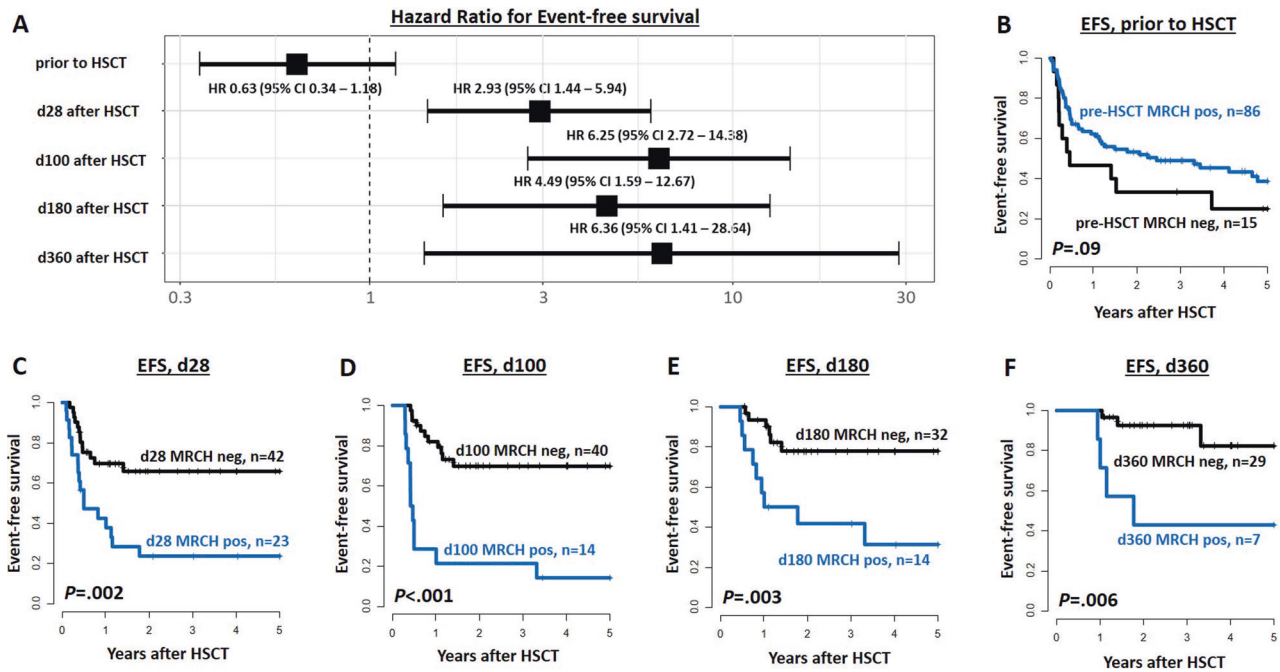 A
Hazard Ratio for Event-free survival
prior to HSCT
HR 0.63 (95% CI 0.34 – 1.18)
d28 after HSCT
HR 2.93 (95% CI 1.44 – 5.94)
d100 after HSCT
HR 6.25 (95% CI 2.72 – 14.38)
d180 after HSCT
HR 4.49 (95% CI 1.59 – 12.67)
d360 after HSCT
HR 6.36 (95% CI 1.41 – 28.64)
0.3 1 3 10 30
B
EFS, prior to HSCT
Event-free survival
1.0
0.8
0.6
0.4
0.2
0.0
pre-HSCT MRCH pos, n=86
pre-HSCT MRCH neg, n=15
P=.09
0 1 2 3 4 5
Years after HSCT
C
EFS, d28
Event-free survival
1.0
0.8
0.6
0.4
0.2
0.0
d28 MRCH neg, n=42
d28 MRCH pos, n=23
P=.002
0 1 2 3 4 5
Years after HSCT
D
EFS, d100
Event-free survival
1.0
0.8
0.6
0.4
0.2
0.0
d100 MRCH neg, n=40
d100 MRCH pos, n=14
P<.001
0 1 2 3 4 5
Years after HSCT
E
EFS, d180
Event-free survival
1.0
0.8
0.6
0.4
0.2
0.0
d180 MRCH neg, n=32
d180 MRCH pos, n=14
P=.003
0 1 2 3 4 5
Years after HSCT
F
EFS, d360
Event-free survival
1.0
0.8
0.6
0.4
0.2
0.0
d360 MRCH neg, n=29
d360 MRCH pos, n=7
P=.006
0 1 2 3 4 5
Years after HSCT